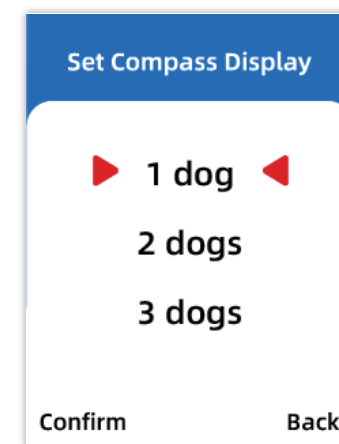 Set Compass Display
1 dog
2 dogs
3 dogs
Confirm Back